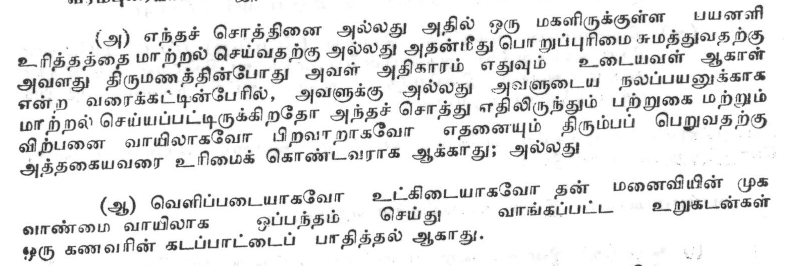 (அ) எந்தச் சொத்தினை அல்லது அதில் ஒரு மகளிருக்குள்ள பயனளி
உரித்தத்தை மாற்றல் செய்வதற்கு அல்லது அதன்மீது பொறுப்புரிமை சுமத்துவதற்கு
அவளது திருமணத்தின்போது அவள் அதிகாரம் எதுவும் உடையவள் ஆகாள்
என்ற வரைக்கட்டின்பேரில், அவளுக்கு அல்லது அவளுடைய நலப்பயனுக்காக
மாற்றல் செய்யப்பட்டிருக்கிறதோ அந்தச் சொத்து எதிலிருந்தும் பற்றுகை மற்றும்
விற்பனை வாயிலாகவோ பிறவாறாகவோ எதனையும் திரும்பப் பெறுவதற்கு
அத்தகையவரை உரிமைக் கொண்டவராக ஆக்காது; அல்லது
(ஆ) வெளிப்படையாகவோ உட்கிடையாகவோ தன் மனைவியின் முக
வாண்மை வாயிலாக ஒப்பந்தம் செய்து வாங்கப்பட்ட உறுகடன்கள்
ஒரு கணவரின் கடப்பாட்டைப் பாதித்தல் ஆகாது.